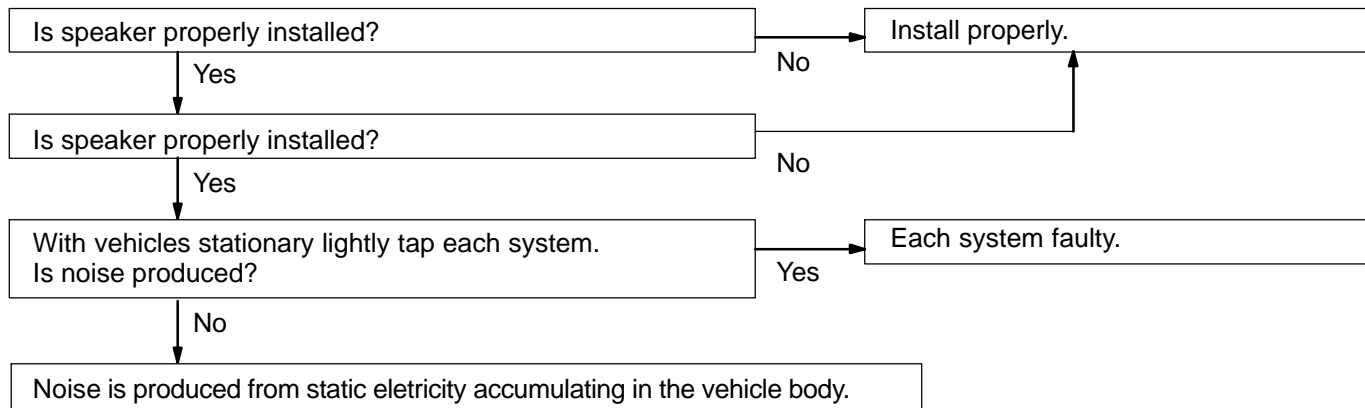 Is speaker properly installed?
Install properly.
No
Yes
Is speaker properly installed?
No
Yes
With vehicles stationary lightly tap each system.
Is noise produced?
Each system faulty.
Yes
No
Noise is produced from static eletricity accumulating in the vehicle body.